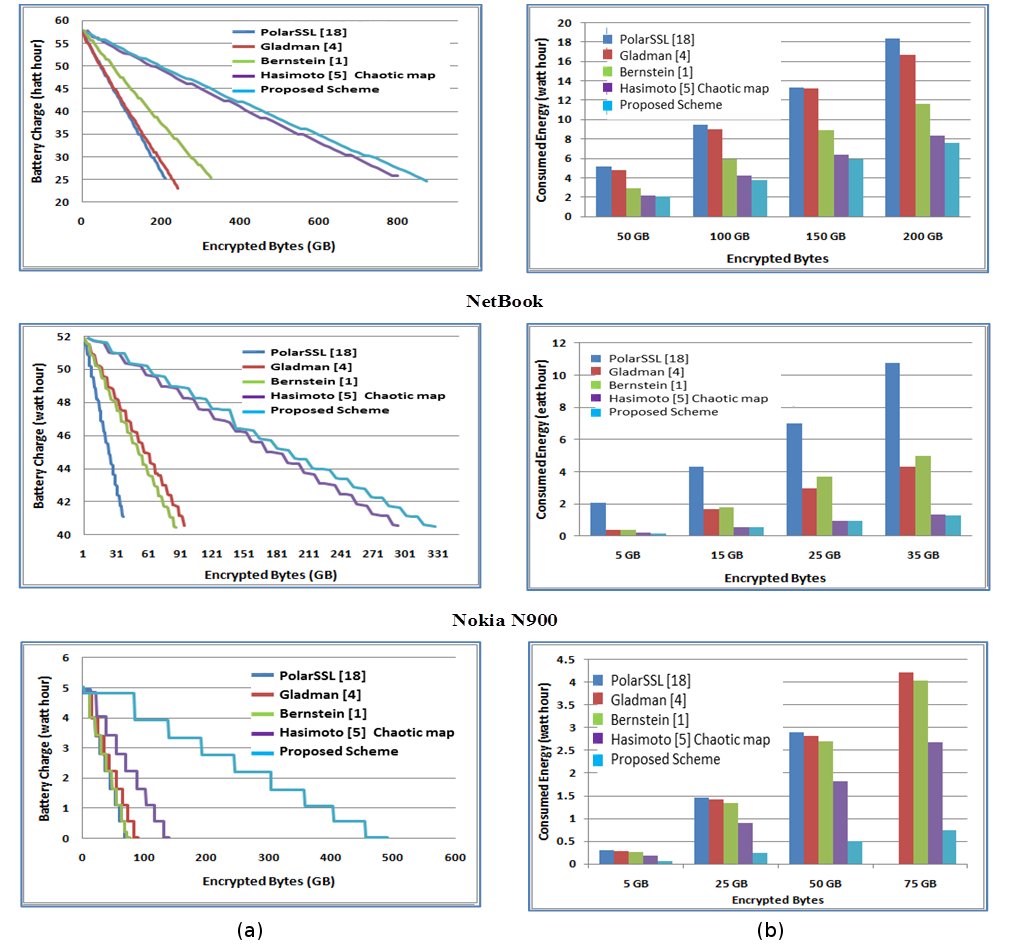 Battery Charge (hatt hour)
60
55
50
45
40
35
30
25
20
0
200
400
600
800
Encrypted Bytes (GB)
PolarSSL [18]
Gladman [4]
Bernstein [1]
Hasimoto [5] Chaotic map
Proposed Scheme
Consumed Energy (watt hour)
20
18
16
14
12
10
8
6
4
2
0
50 GB
100 GB
150 GB
200 GB
Encrypted Bytes
PolarSSL [18]
Gladman [4]
Bernstein [1]
Hasimoto [5] Chaotic map
Proposed Scheme
NetBook
Battery Charge (watt hour)
52
50
48
46
44
42
40
1
31
61
91
121
151
181
211
241
271
301
331
Encrypted Bytes (GB)
PolarSSL [18]
Gladman [4]
Bernstein [1]
Hasimoto [5] Chaotic map
Proposed Scheme
Consumed Energy (eatt hour)
12
10
8
6
4
2
0
5 GB
15 GB
25 GB
35 GB
Encrypted Bytes
PolarSSL [18]
Gladman [4]
Bernstein [1]
Hasimoto [5] Chaotic map
Proposed Scheme
Nokia N900
Battery Charge (watt hour)
6
5
4
3
2
1
0
0
100
200
300
400
500
600
Encrypted Bytes (GB)
PolarSSL [18]
Gladman [4]
Bernstein [1]
Hasimoto [5] Chaotic map
Proposed Scheme
Consumed Energy (watt hour)
4.5
4
3.5
3
2.5
2
1.5
1
0.5
0
5 GB
25 GB
50 GB
75 GB
Encrypted Bytes
PolarSSL [18]
Gladman [4]
Bernstein [1]
Hasimoto [5] Chaotic map
Proposed Scheme
(a)
(b)